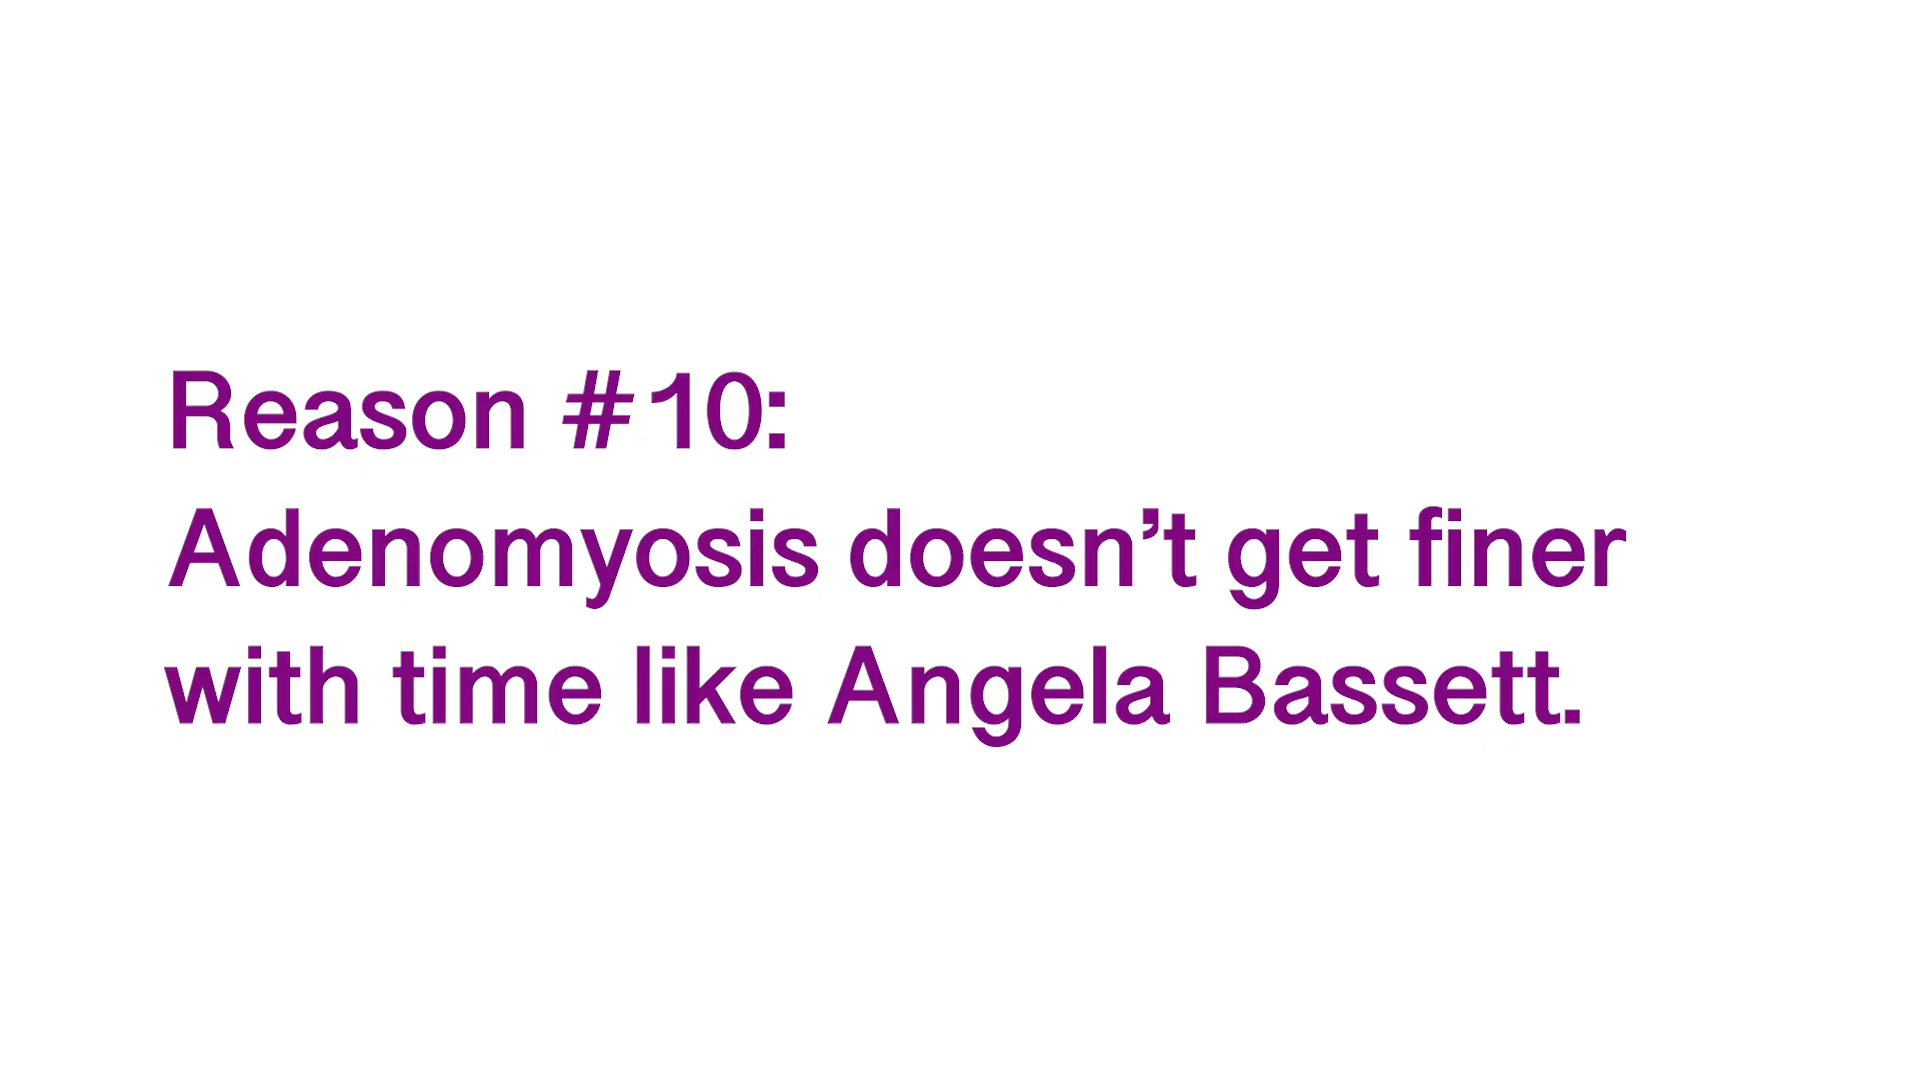 Reason #10:
Adenomyosis doesn’t get finer
with time like Angela Bassett.